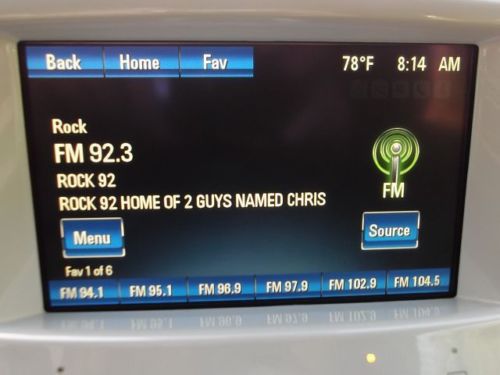 Back Home Fav 78°F 8:14 AM
Rock
FM 92.3
ROCK 92
ROCK 92 HOME OF 2 GUYS NAMED CHRIS
FM
Menu Source
Fav 1 of 6
FM 94.1 FM 95.1 FM 96.9 FM 97.9 FM 102.9 FM 104.5